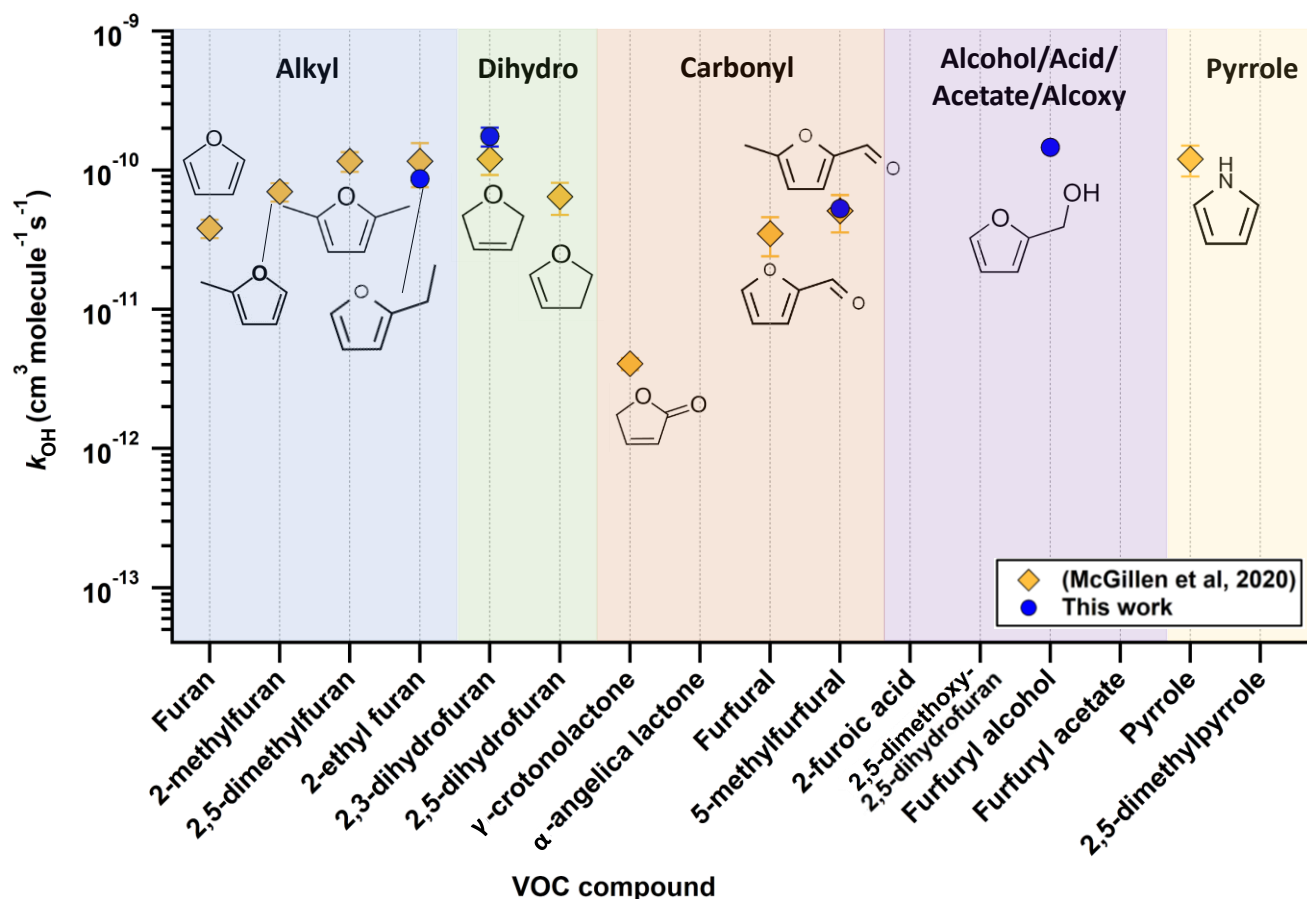 Alkyl
Dihydro
Carbonyl
Alcohol/Acid/
Acetate/Alcoxy
Pyrrole
k_OH (cm³ molecule⁻¹ s⁻¹)
10⁻⁹
10⁻¹⁰
10⁻¹¹
10⁻¹²
10⁻¹³
O
O
O
O
O
O
O
O
O
O
O
O
O
OH
H
N
(McGillen et al, 2020)
This work
Furan
2-methylfuran
2,5-dimethylfuran
2-ethyl furan
2,3-dihydrofuran
2,5-dihydrofuran
γ-crotonolactone
α-angelica lactone
Furfural
5-methylfurfural
2-furoic acid
2,5-dimethoxy-
2,5-dihydrofuran
Furfuryl alcohol
Furfuryl acetate
Pyrrole
2,5-dimethylpyrrole
VOC compound